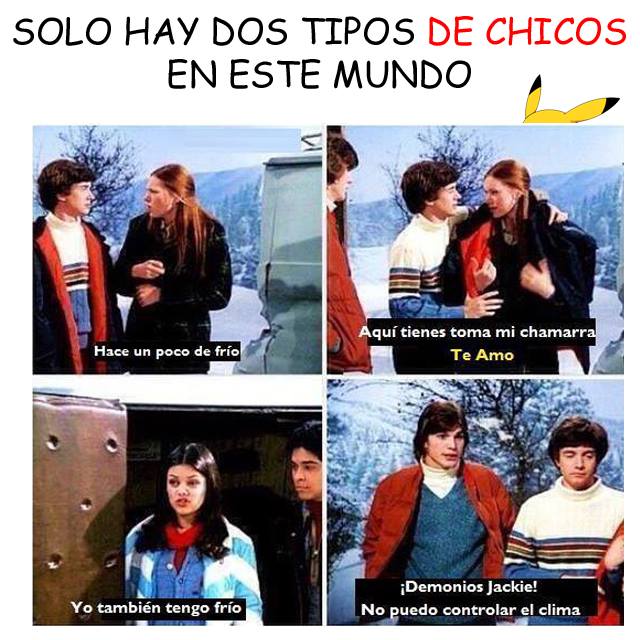 SOLO HAY DOS TIPOS DE CHICOS
EN ESTE MUNDO
Hace un poco de frío
Aquí tienes toma mi chamarra
Te Amo
Yo también tengo frío
¡Demonios Jackie!
No puedo controlar el clima